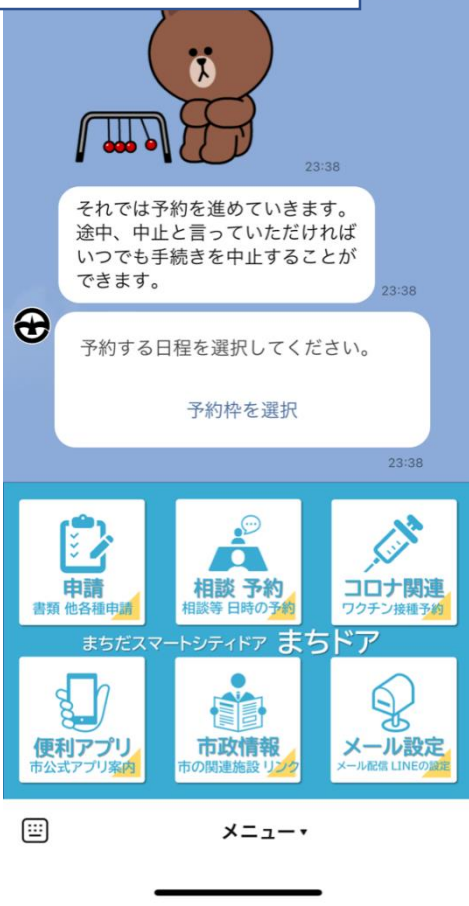 23:38
それでは予約を進めていきます。
途中、中止と言っていただければ
いつでも手続きを中止することが
できます。
23:38
予約する日程を選択してください。
予約枠を選択
23:38
申請
書類 他各種申請
相談 予約
相談等 日時の予約
コロナ関連
ワクチン接種予約
まちだスマートシティドア まちドア
便利アプリ
市公式アプリ案内
市政情報
市の関連施設 リンク
メール設定
メール配信 LINEの設定
メニュー▾